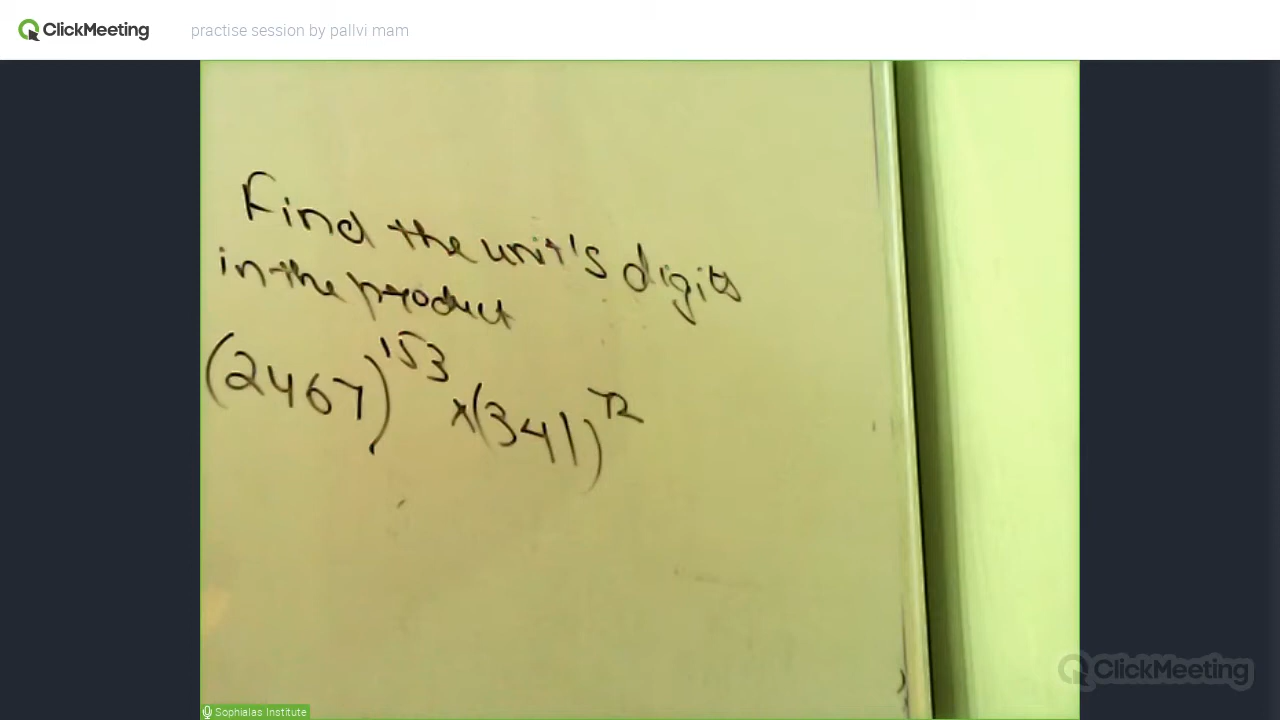 ClickMeeting
practise session by pallvi mam
Find the unit's digits
in the product
(2467)¹⁵³ ×(341)⁷²
ClickMeeting
Sophialas Institute